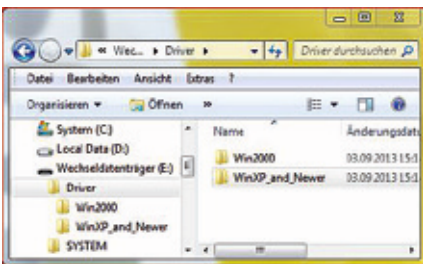 « Wec... ▸ Driver ▸
Driver durchsuchen
Datei Bearbeiten Ansicht Extras ?
Organisieren Öffnen »
System (C:)
Local Data (D:)
Wechseldatenträger (E:)
Driver
Win2000
WinXP_and_Newer
SYSTEM
Name Änderungsdatu
Win2000 03.09.2013 15:1
WinXP_and_Newer 03.09.2013 15:1